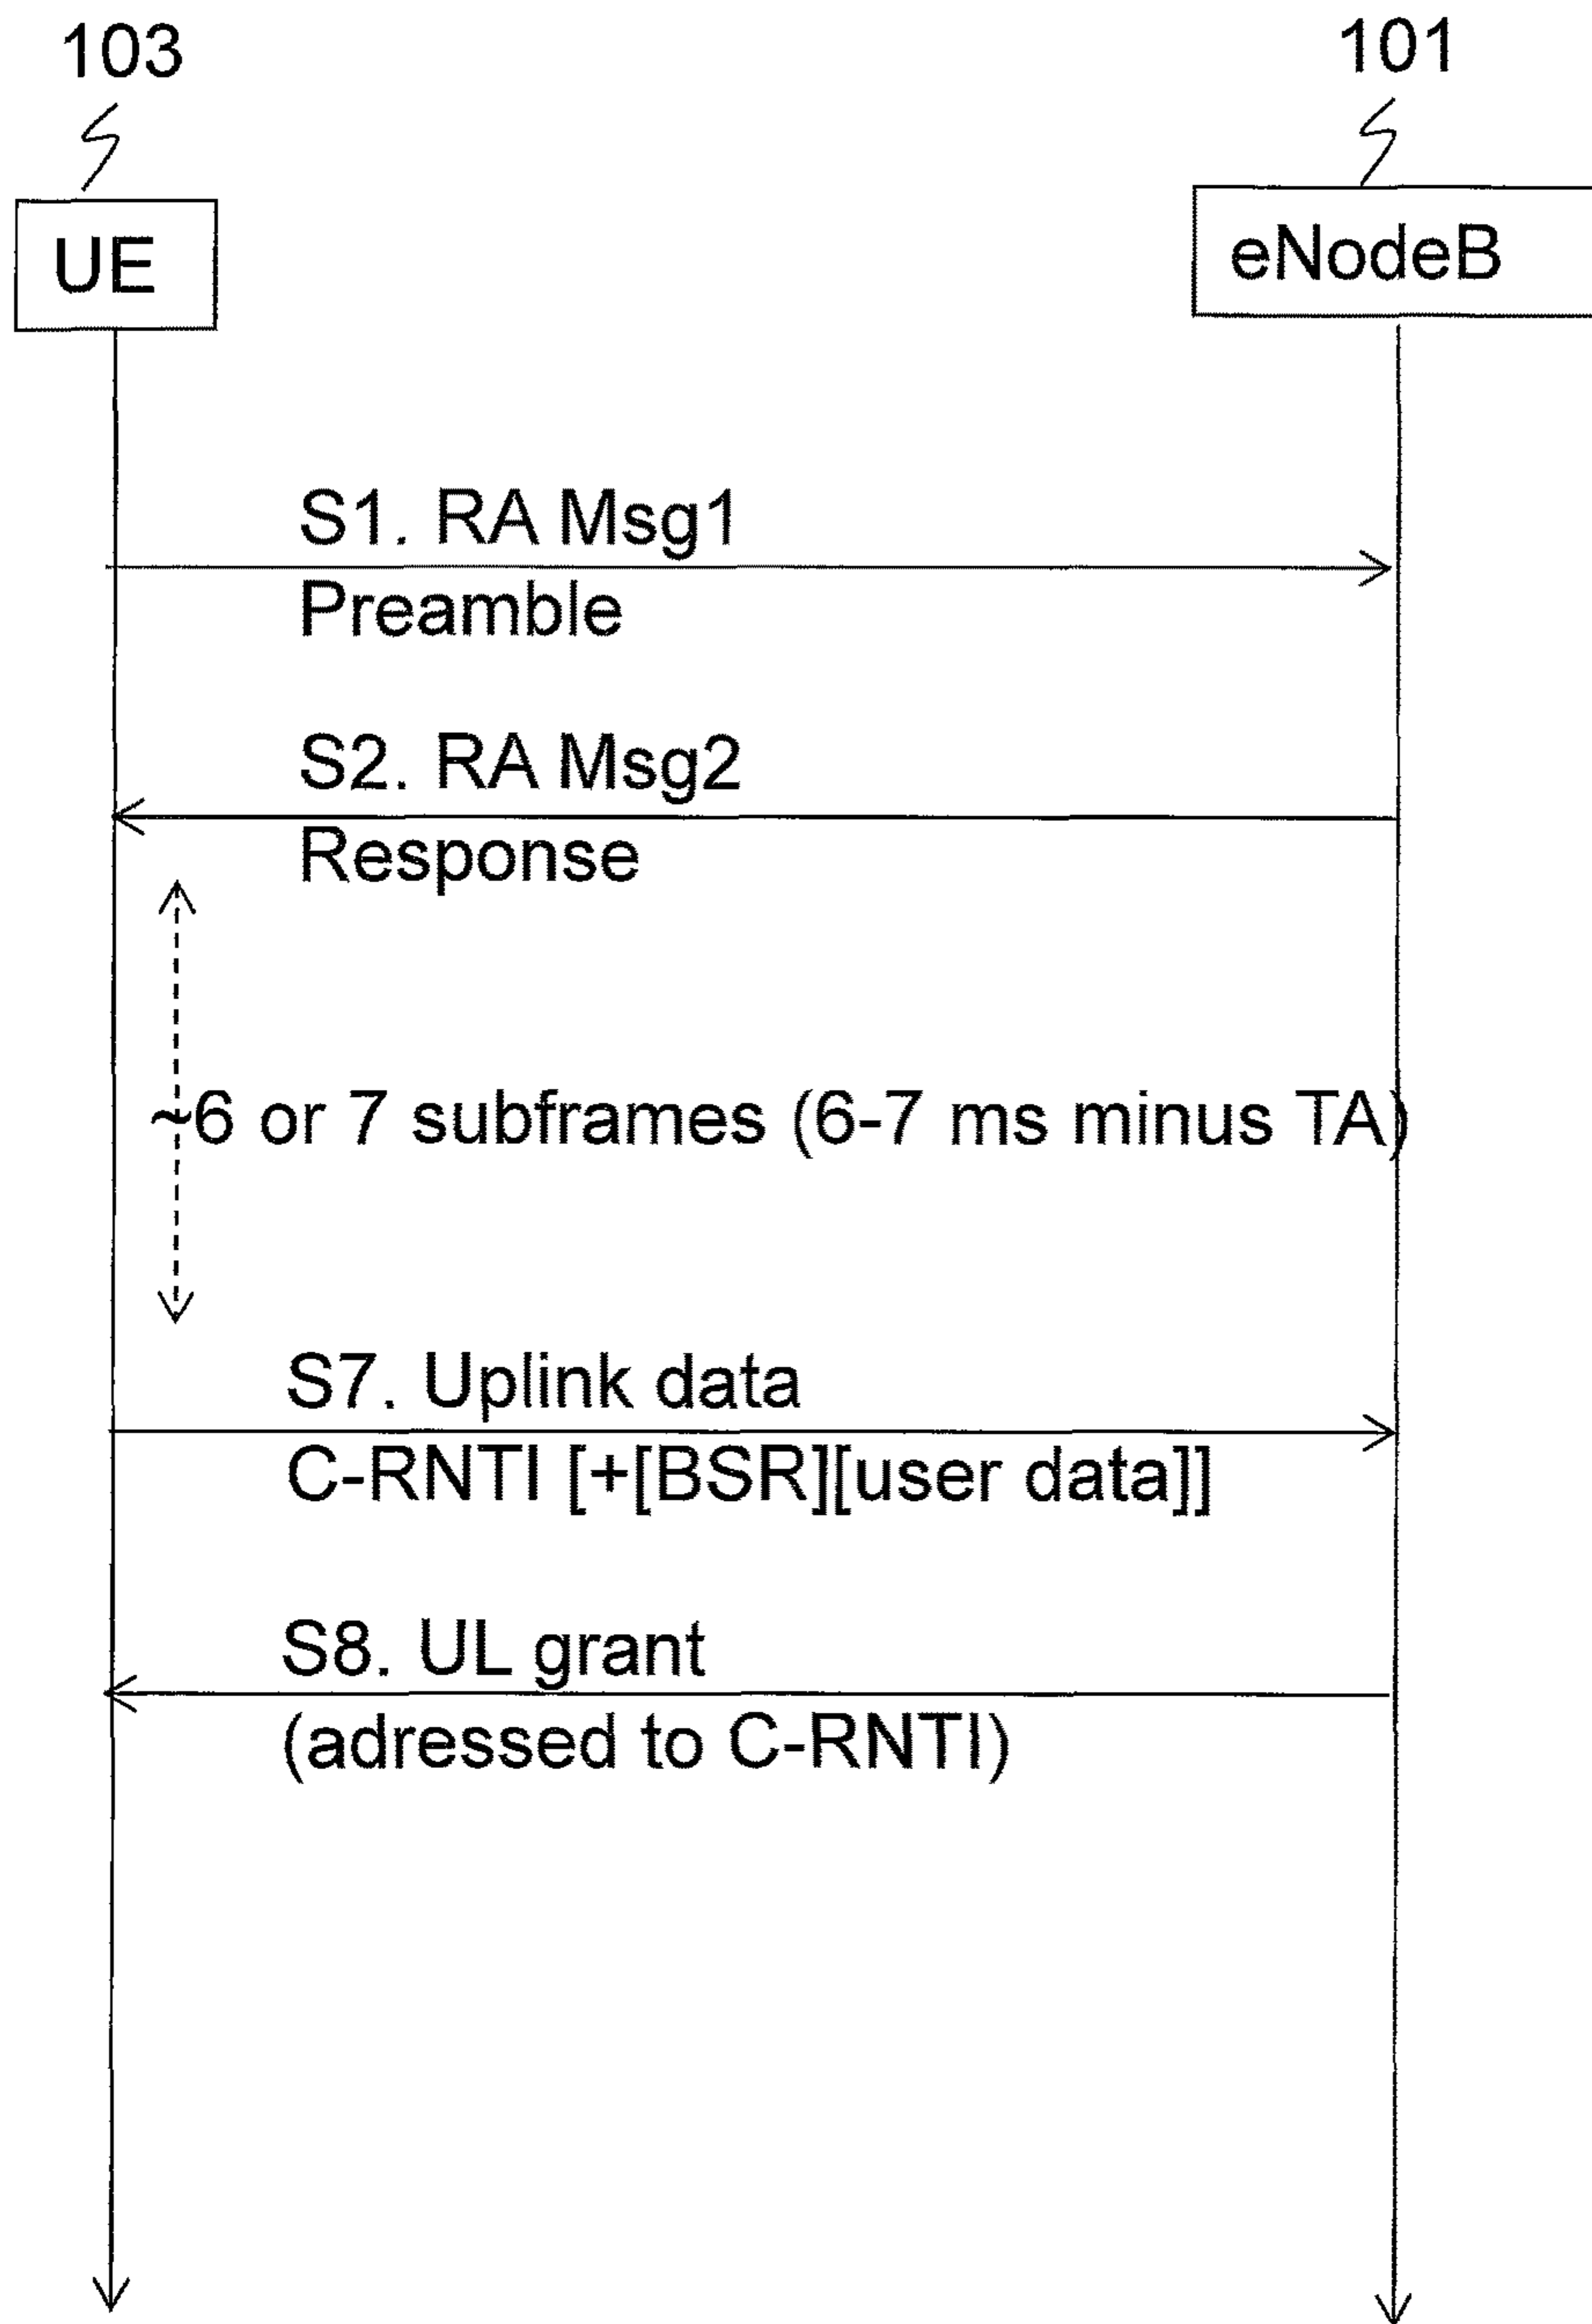 103
101
UE
eNodeB
S1. RA Msg1
Preamble
S2. RA Msg2
Response
~6 or 7 subframes (6-7 ms minus TA)
S7. Uplink data
C-RNTI [+[BSR][user data]]
S8. UL grant
(adressed to C-RNTI)